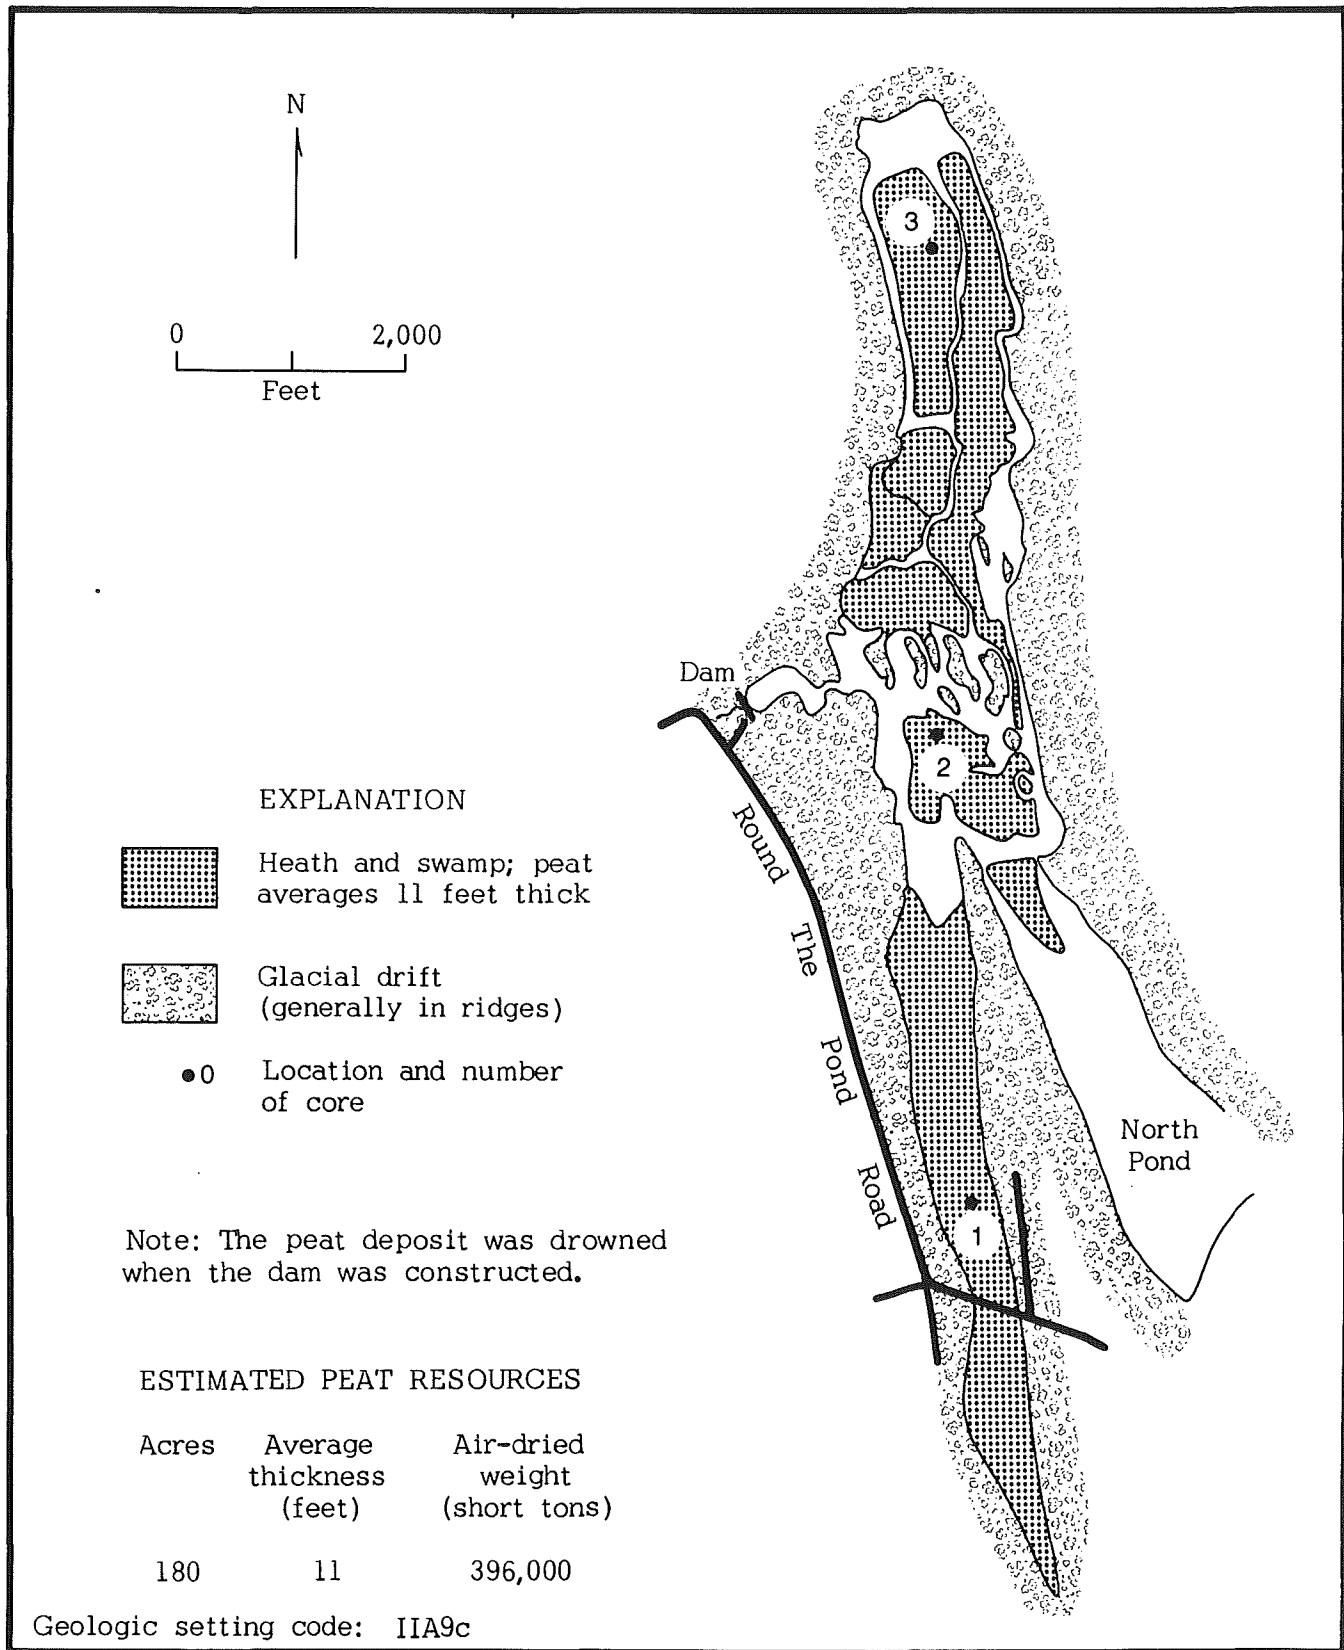 N
0 2,000
Feet
3
Dam
2
Round The Pond Road
North
Pond
1
EXPLANATION
Heath and swamp; peat
averages 11 feet thick
Glacial drift
(generally in ridges)
●0 Location and number
of core
Note: The peat deposit was drowned
when the dam was constructed.
ESTIMATED PEAT RESOURCES
Acres Average Air-dried
thickness weight
(feet) (short tons)
180 11 396,000
Geologic setting code: IIA9c